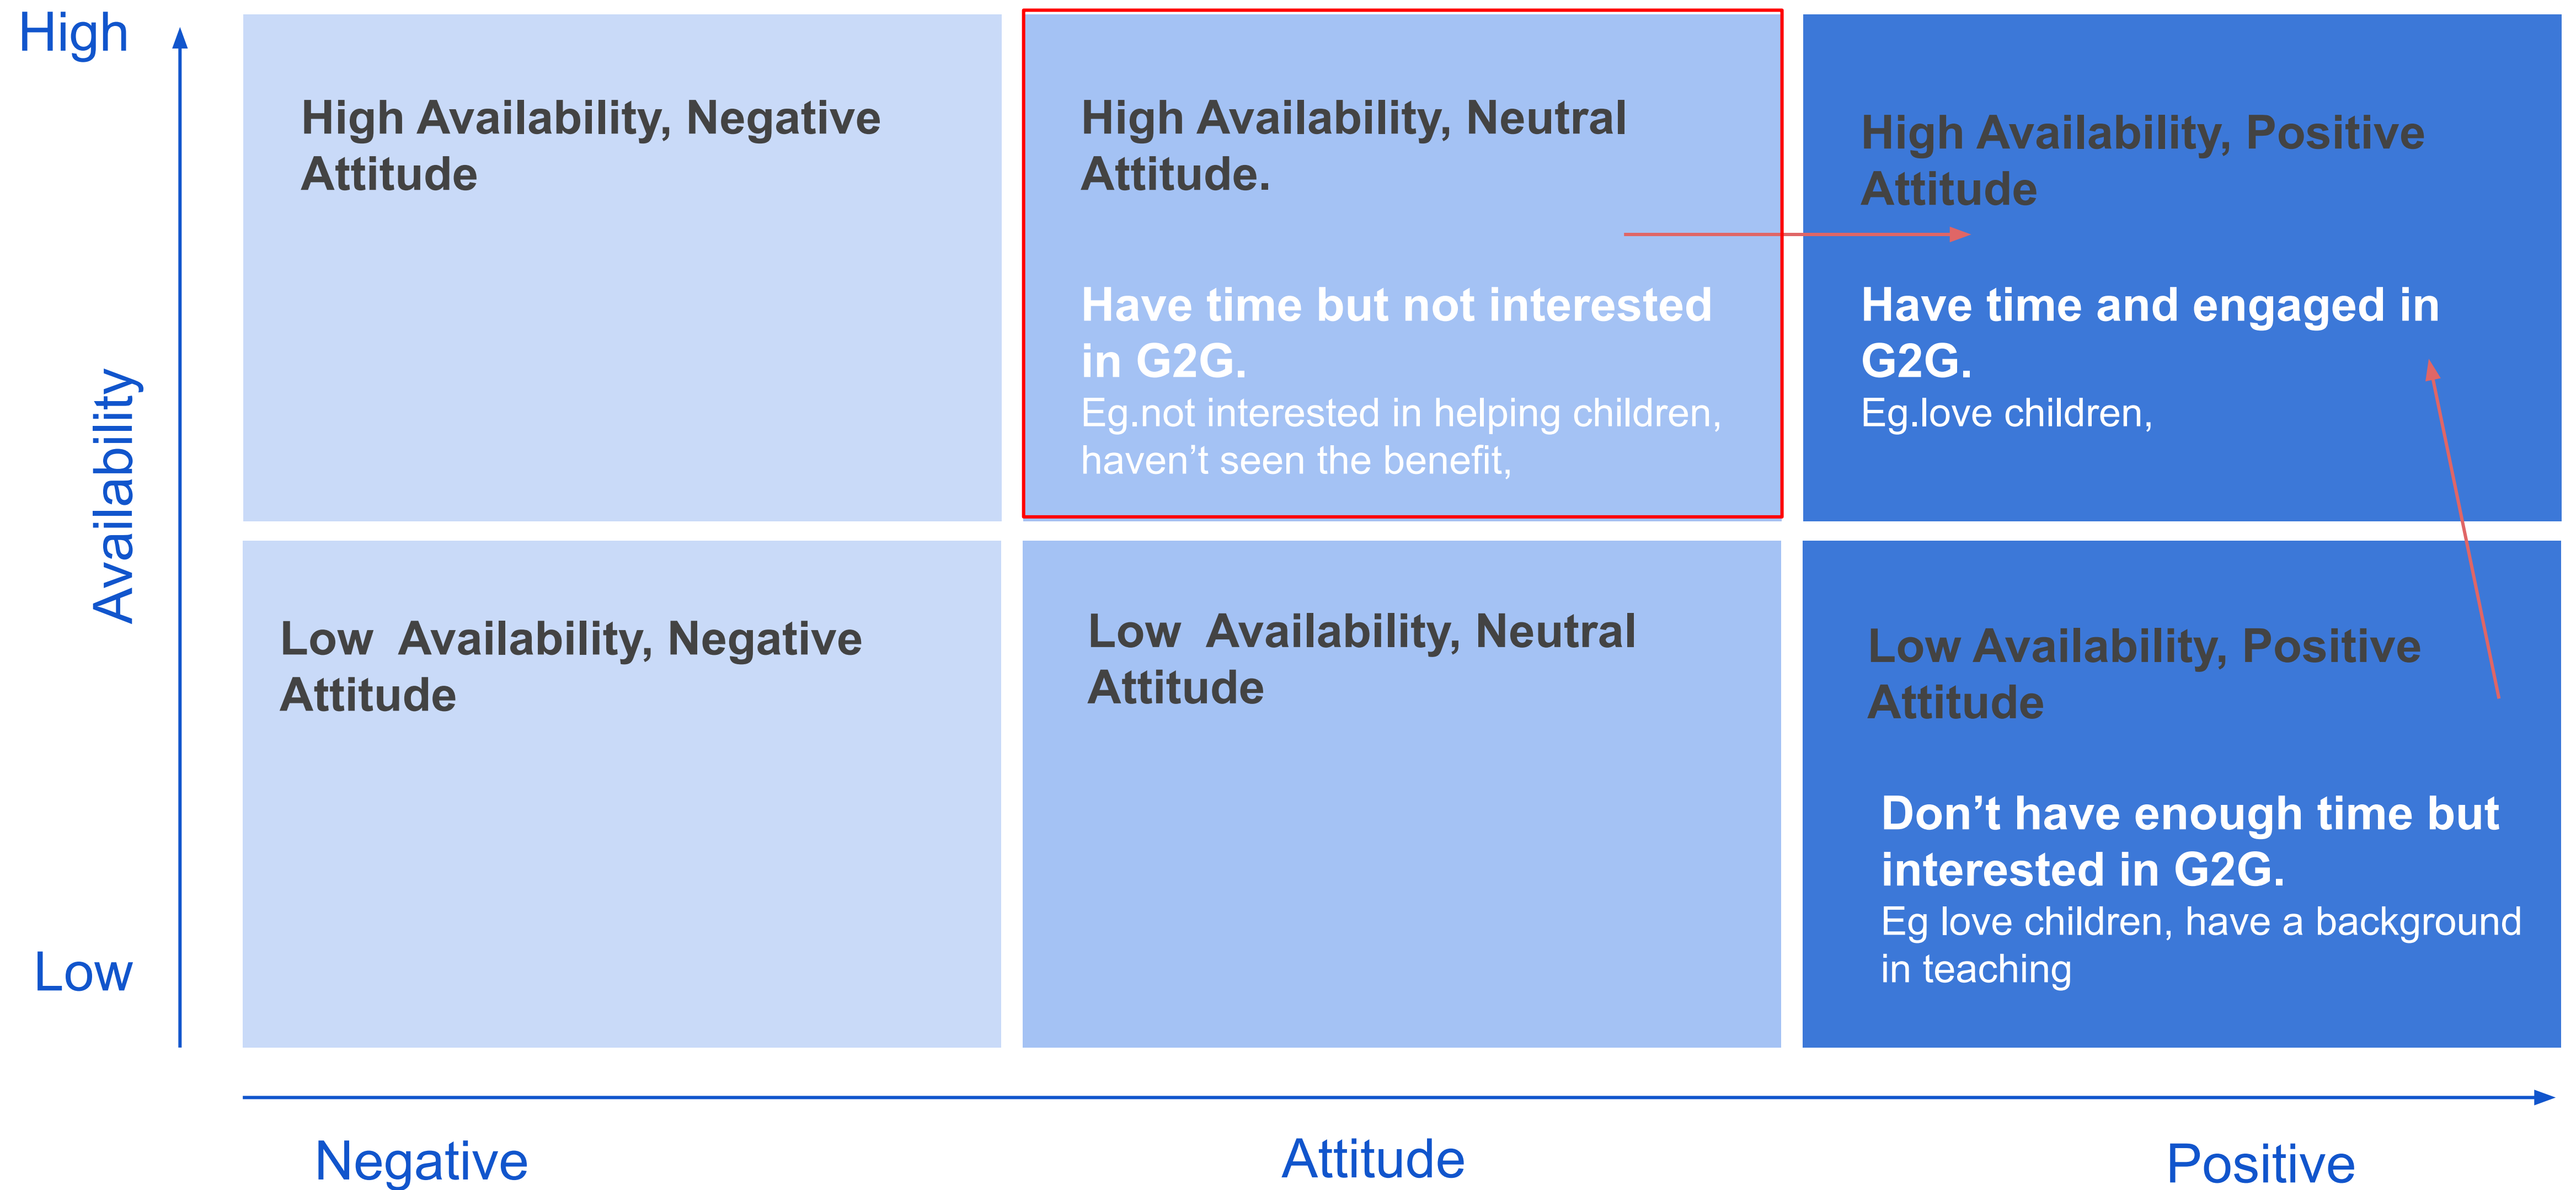 High
High Availability, Negative
Attitude
High Availability, Neutral
Attitude.
Have time but not interested
in G2G.
Eg.not interested in helping children,
haven’t seen the benefit,
High Availability, Positive
Attitude
Have time and engaged in
G2G.
Eg.love children,
Availability
Low  Availability, Negative
Attitude
Low  Availability, Neutral
Attitude
Low Availability, Positive
Attitude
Don’t have enough time but
interested in G2G.
Eg love children, have a background
in teaching
Low
Negative
Attitude
Positive